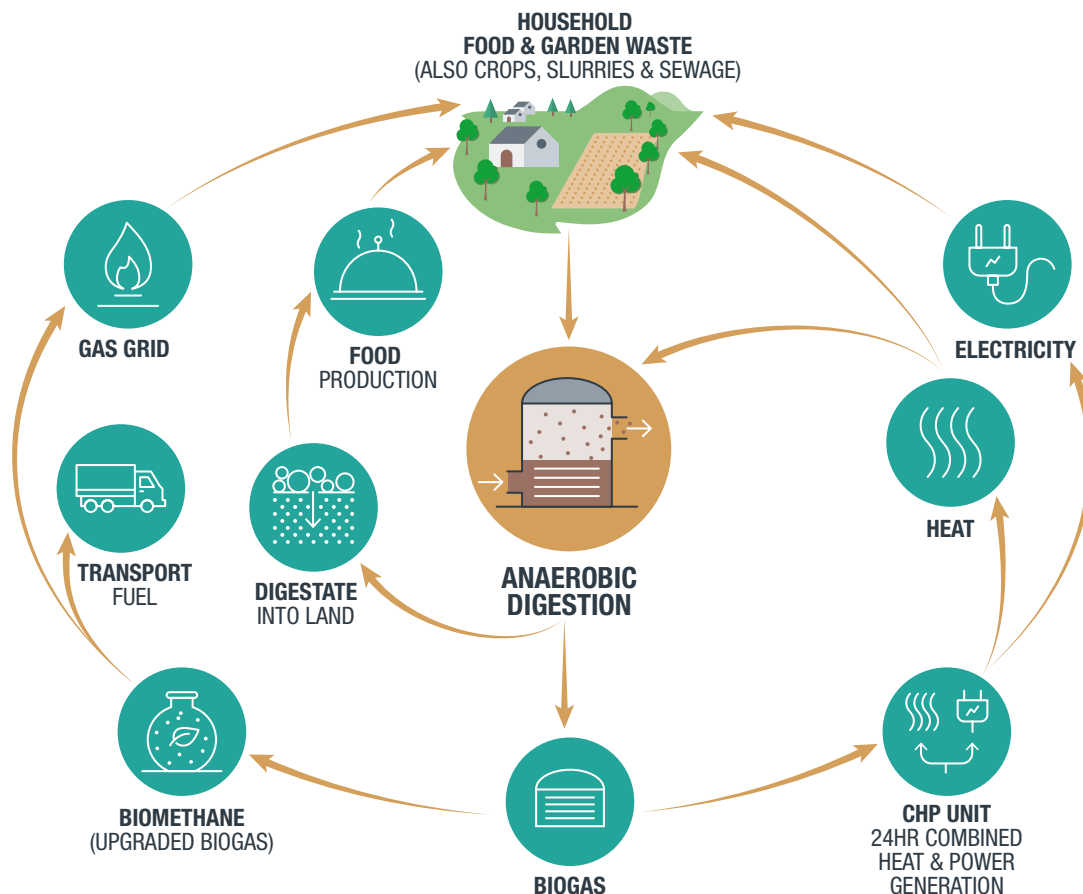 HOUSEHOLD
FOOD & GARDEN WASTE
(ALSO CROPS, SLURRIES & SEWAGE)
GAS GRID
FOOD
PRODUCTION
ELECTRICITY
HEAT
TRANSPORT
FUEL
DIGESTATE
INTO LAND
ANAEROBIC
DIGESTION
BIOMETHANE
(UPGRADED BIOGAS)
BIOGAS
CHP UNIT
24HR COMBINED
HEAT & POWER
GENERATION